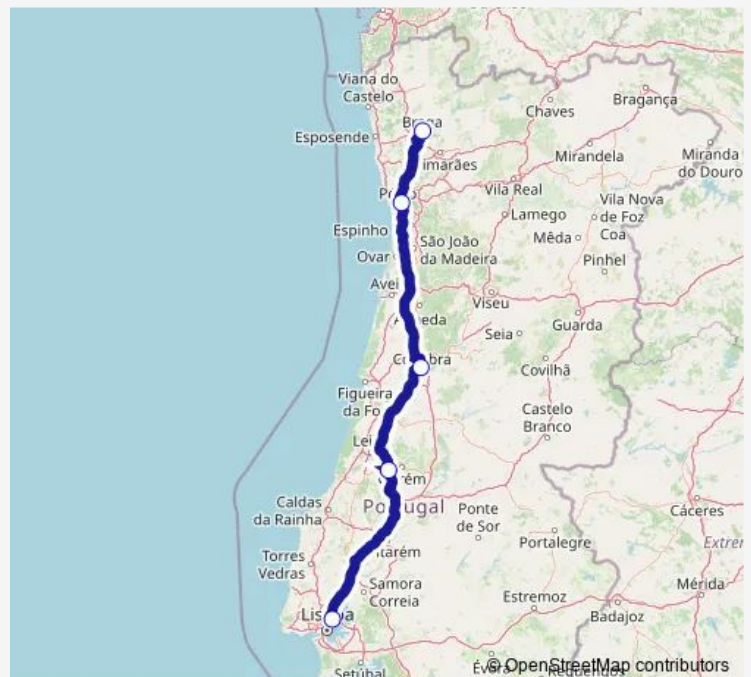 Viana do
Castelo
Chaves
Bragança
Esposende
Mirandela
Miranda
do Douro
Vila Real
Vila Nova
de Foz
Coa
Lamego
Mêda
Espinho
São João
da Madeira
Ovar
Pinhel
Viseu
Seia
Guarda
Covilhã
Figueira
Castelo
Branco
Caldas
da Rainha
Ponte
de Sor
Cáceres
Portalegre
Torres
Vedras
Samora
Correia
Estremoz
Mérida
Badajoz
Setúbal
© OpenStreetMap contributors